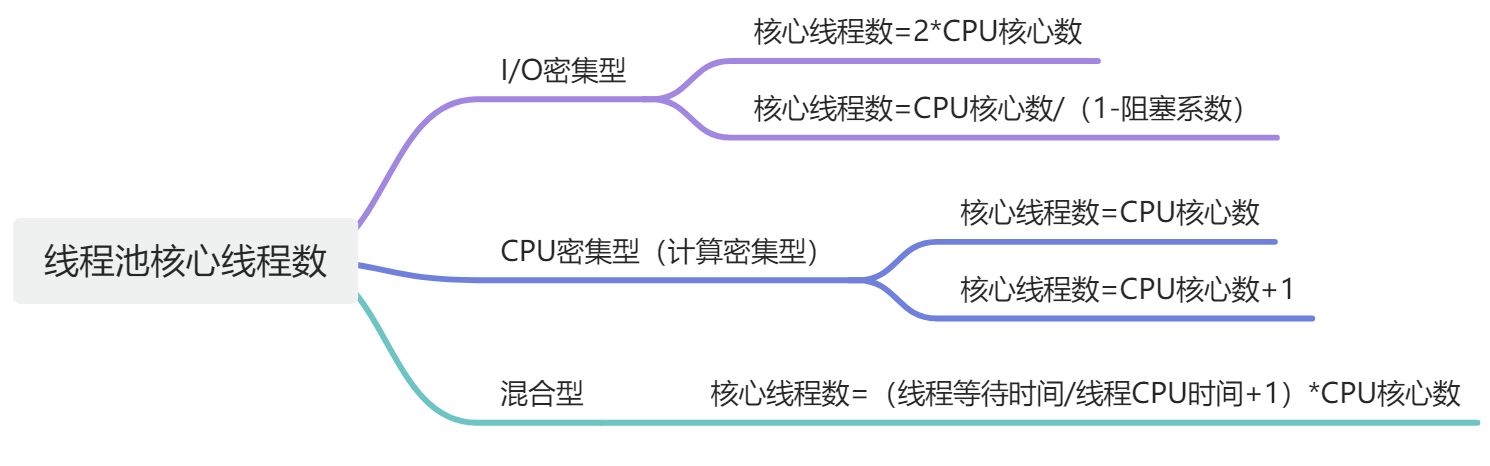 线程池核心线程数
I/O密集型
核心线程数=2*CPU核心数
核心线程数=CPU核心数/（1-阻塞系数）
CPU密集型（计算密集型）
核心线程数=CPU核心数
核心线程数=CPU核心数+1
混合型
核心线程数=（线程等待时间/线程CPU时间+1）*CPU核心数